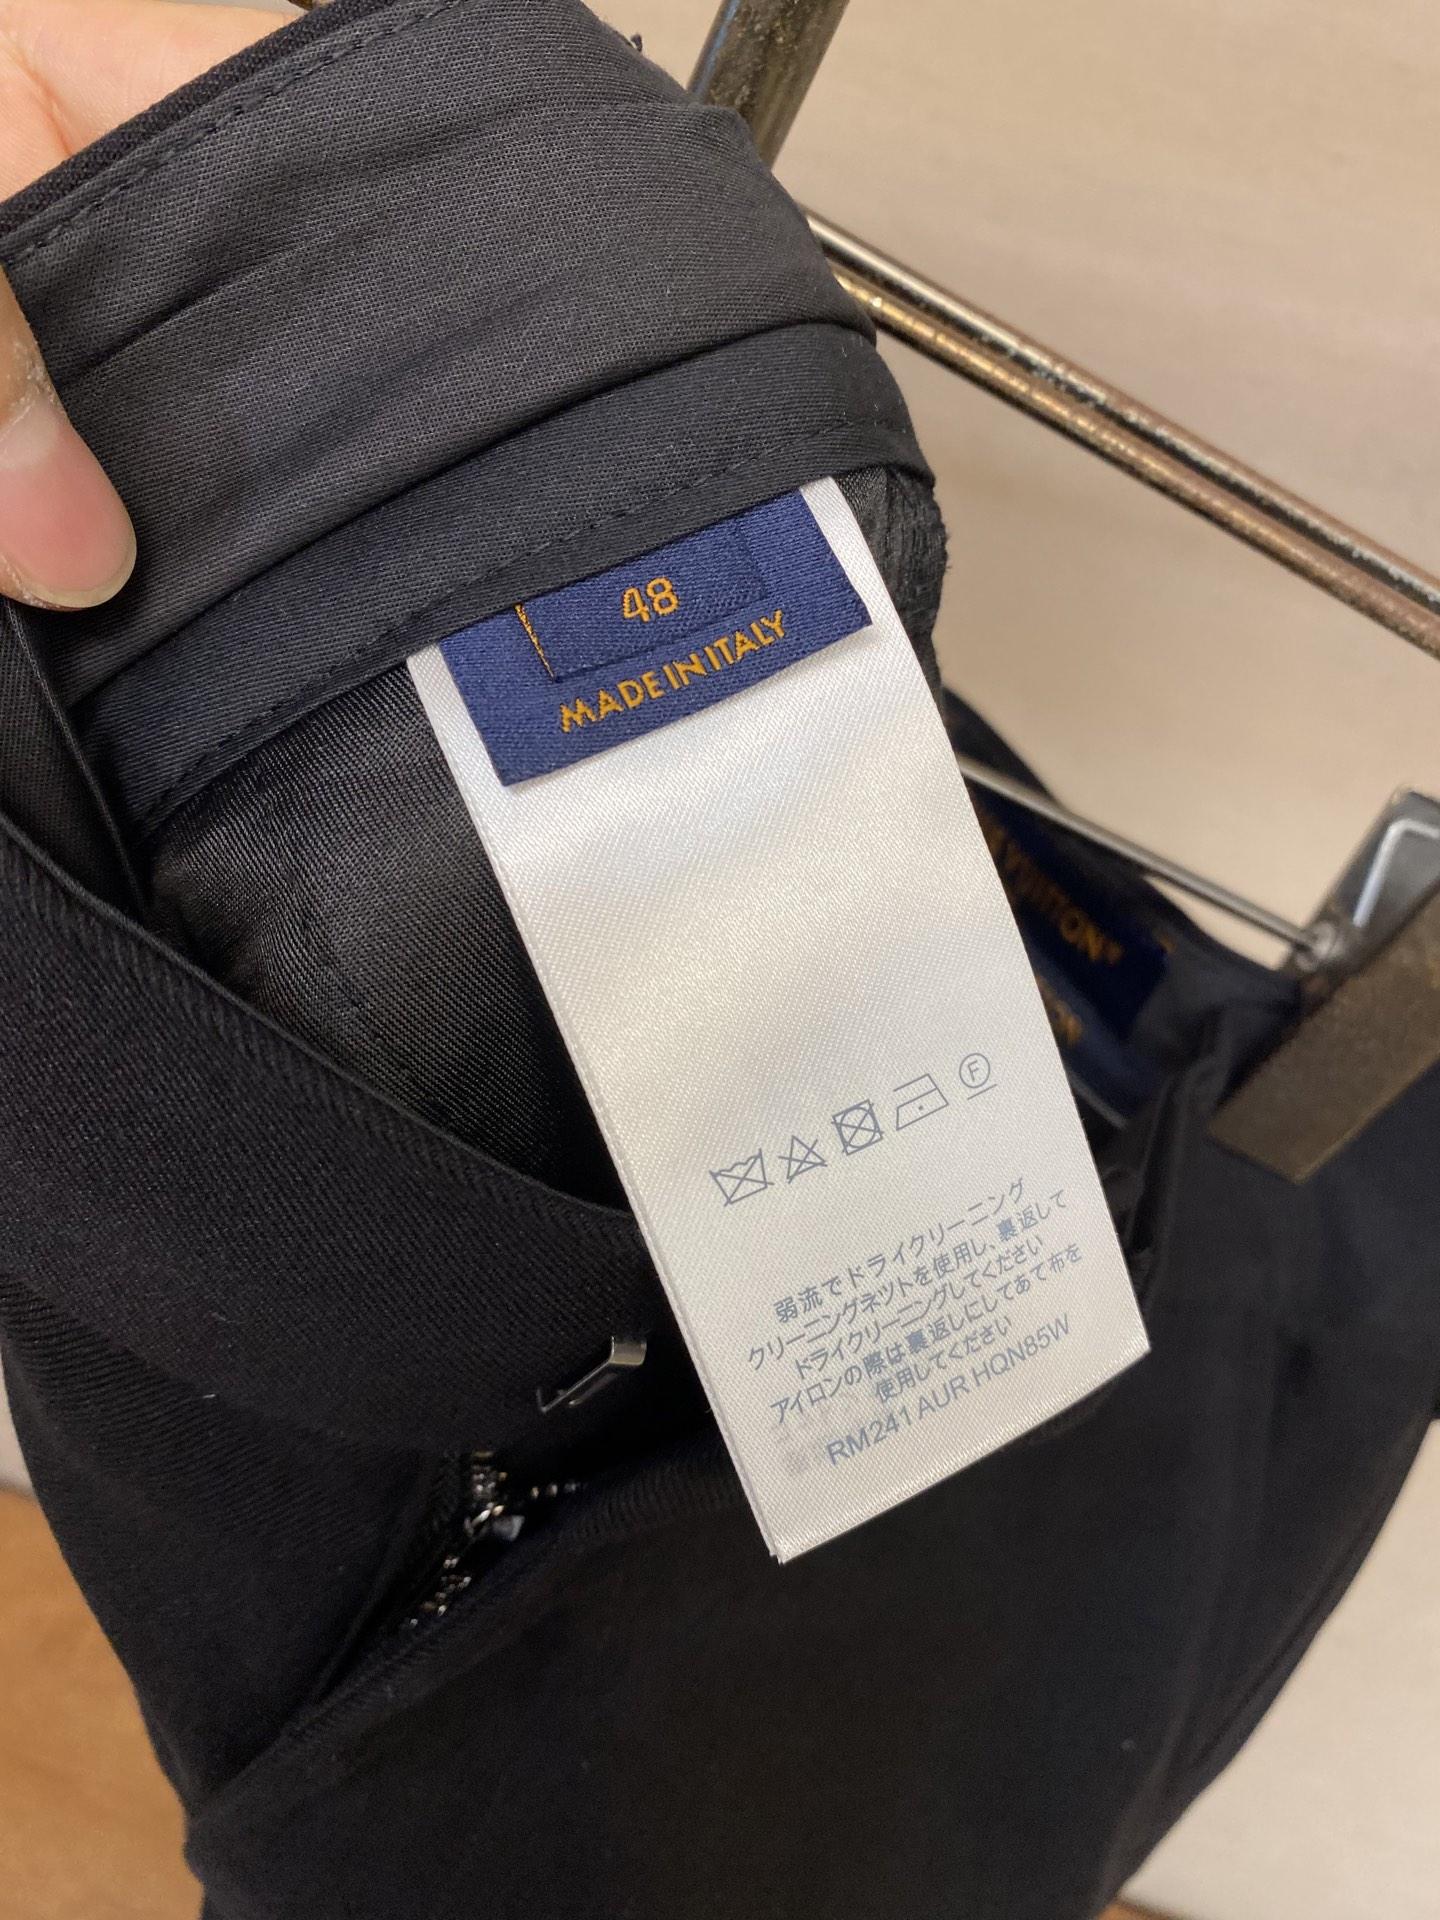 48
MADE IN ITALY
VUITTON
F
弱流でドライクリーニング
クリーニングネットを使用し、裏返して
ドライクリーニングしてください
アイロンの際は裏返しにしてあて布を
使用してください
RM241 AUR HQN85W